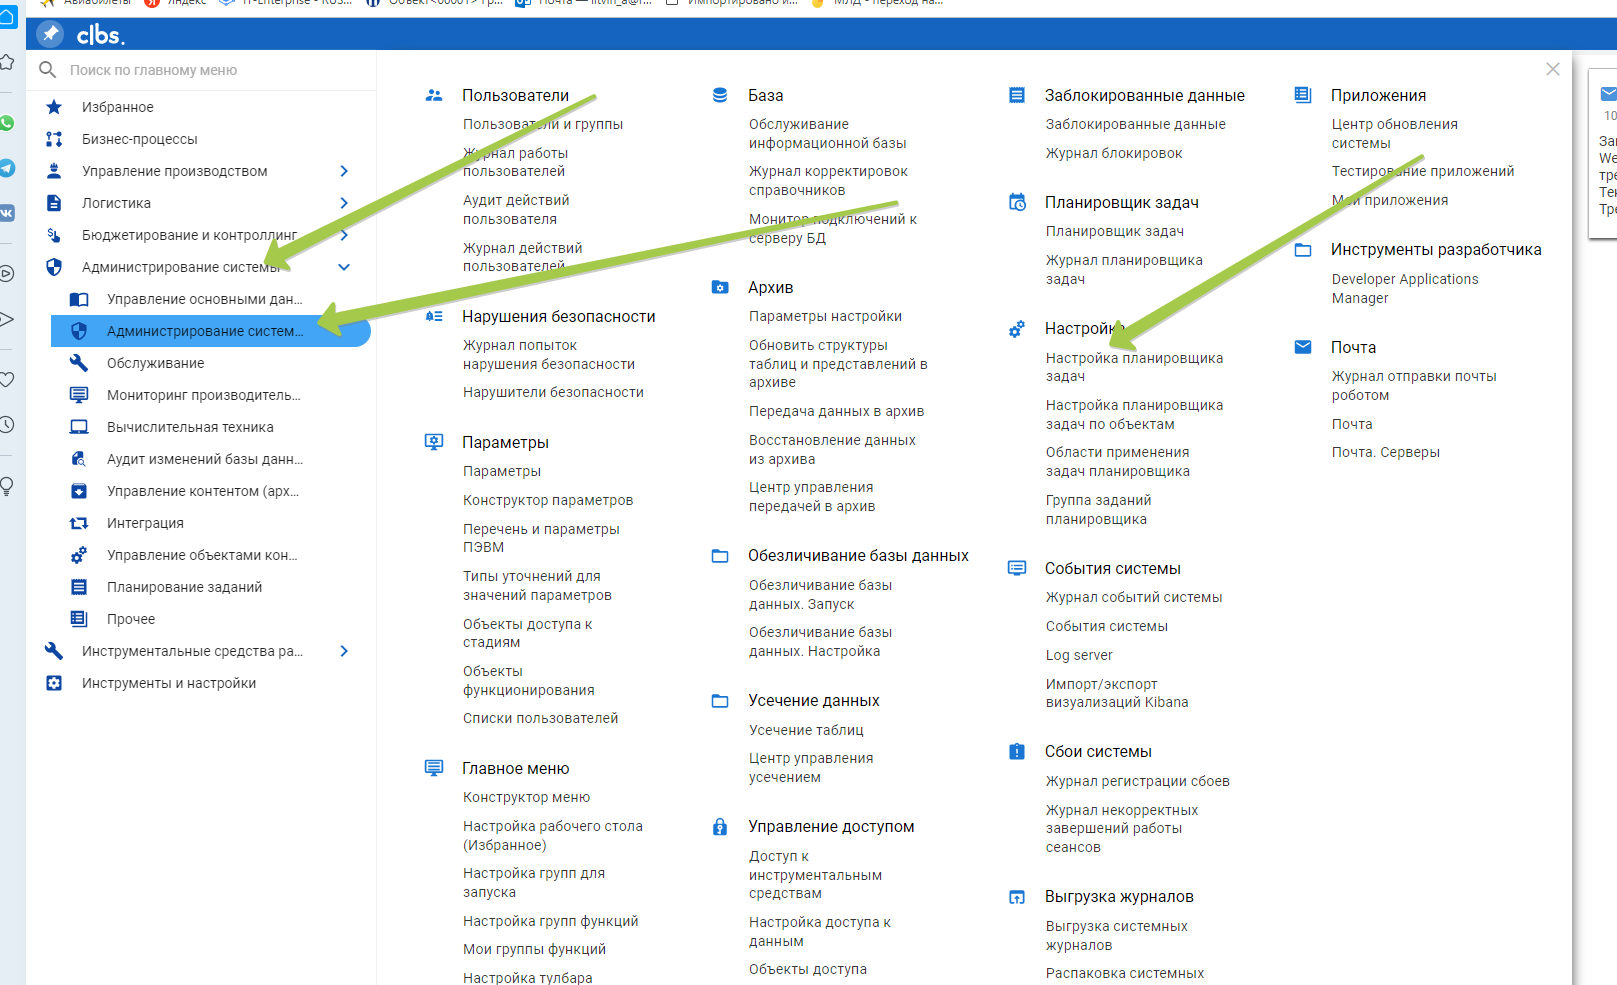 Авиабилеты
Яндекс
IT-Enterprise - RUS...
Объект<00001> Гр...
Почта — litvin_a@r...
Импортировано и...
МЛД - переход на...
clbs.
Поиск по главному меню
Избранное
Бизнес-процессы
Управление производством
Логистика
Бюджетирование и контроллинг
Администрирование системы
Управление основными дан...
Администрирование систем...
Обслуживание
Мониторинг производитель...
Вычислительная техника
Аудит изменений базы данн...
Управление контентом (арх...
Интеграция
Управление объектами кон...
Планирование заданий
Прочее
Инструментальные средства ра...
Инструменты и настройки
Пользователи
Пользователи и группы
Журнал работы
пользователей
Аудит действий
пользователя
Журнал действий
пользователей
Нарушения безопасности
Журнал попыток
нарушения безопасности
Нарушители безопасности
Параметры
Параметры
Конструктор параметров
Перечень и параметры
ПЭВМ
Типы уточнений для
значений параметров
Объекты доступа к
стадиям
Объекты
функционирования
Списки пользователей
Главное меню
Конструктор меню
Настройка рабочего стола
(Избранное)
Настройка групп для
запуска
Настройка групп функций
Мои группы функций
Настройка тулбара
База
Обслуживание
информационной базы
Журнал корректировок
справочников
Монитор подключений к
серверу БД
Архив
Параметры настройки
Обновить структуры
таблиц и представлений в
архиве
Передача данных в архив
Восстановление данных
из архива
Центр управления
передачей в архив
Обезличивание базы данных
Обезличивание базы
данных. Запуск
Обезличивание базы
данных. Настройка
Усечение данных
Усечение таблиц
Центр управления
усечением
Управление доступом
Доступ к
инструментальным
средствам
Настройка доступа к
данным
Объекты доступа
Заблокированные данные
Заблокированные данные
Журнал блокировок
Планировщик задач
Планировщик задач
Журнал планировщика
задач
Настройка
Настройка планировщика
задач
Настройка планировщика
задач по объектам
Области применения
задач планировщика
Группа заданий
планировщика
События системы
Журнал событий системы
События системы
Log server
Импорт/экспорт
визуализаций Kibana
Сбои системы
Журнал регистрации сбоев
Журнал некорректных
завершений работы
сеансов
Выгрузка журналов
Выгрузка системных
журналов
Распаковка системных
Приложения
Центр обновления
системы
Тестирование приложений
Мои приложения
Инструменты разработчика
Developer Applications
Manager
Почта
Журнал отправки почты
роботом
Почта
Почта. Серверы
10
За
We
тре
Тек
Тре